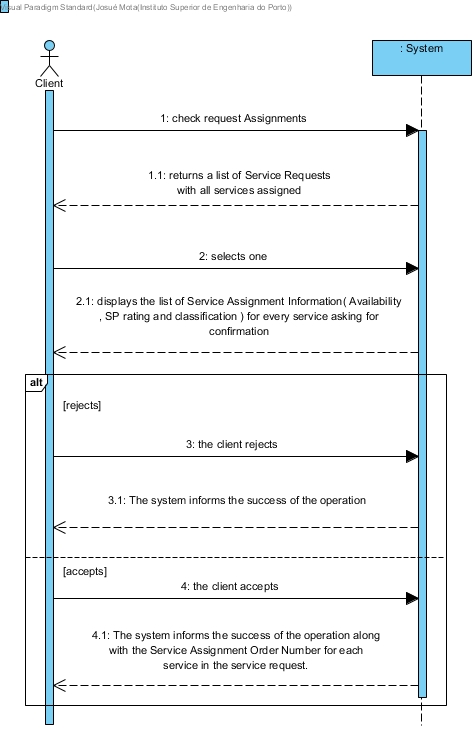 Visual Paradigm Standard(Josué Mota(Instituto Superior de Engenharia do Porto))
: System
Client
1: check request Assignments
1.1: returns a list of Service Requests
with all services assigned
2: selects one
2.1: displays the list of Service Assignment Information( Availability
, SP rating and classification ) for every service asking for
confirmation
alt
[rejects]
3: the client rejects
3.1: The system informs the success of the operation
[accepts]
4: the client accepts
4.1: The system informs the success of the operation along
with the Service Assignment Order Number for each
service in the service request.